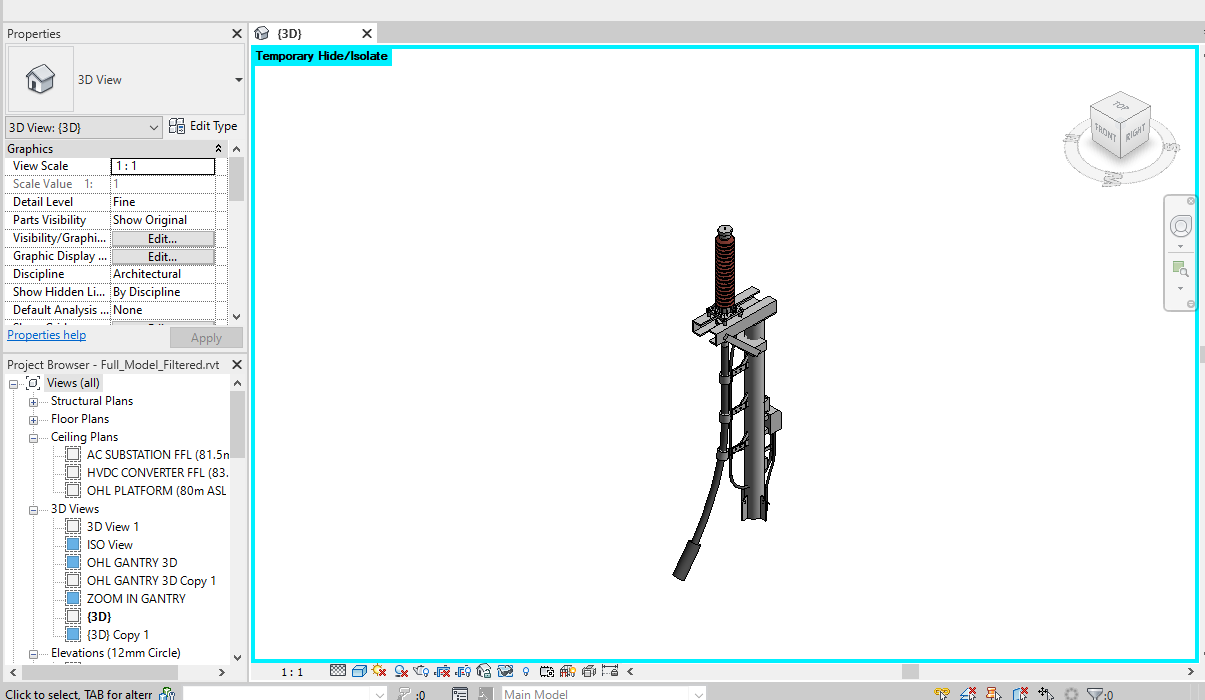 Properties
{3D}
3D View
3D View: {3D}
Edit Type
Graphics
View Scale
1 : 1
Scale Value 1:
1
Detail Level
Fine
Parts Visibility
Show Original
Visibility/Graphi...
Edit...
Graphic Display ...
Edit...
Discipline
Architectural
Show Hidden Li...
By Discipline
Default Analysis ...
None
Properties help
Apply
Project Browser - Full_Model_Filtered.rvt
Views (all)
Structural Plans
Floor Plans
Ceiling Plans
AC SUBSTATION FFL (81.5m
HVDC CONVERTER FFL (83.
OHL PLATFORM (80m ASL
3D Views
3D View 1
ISO View
OHL GANTRY 3D
OHL GANTRY 3D Copy 1
ZOOM IN GANTRY
{3D}
{3D} Copy 1
Elevations (12mm Circle)
Temporary Hide/Isolate
TOP
FRONT
RIGHT
W
S
1 : 1
Click to select, TAB for altern
:0
Main Model
:0